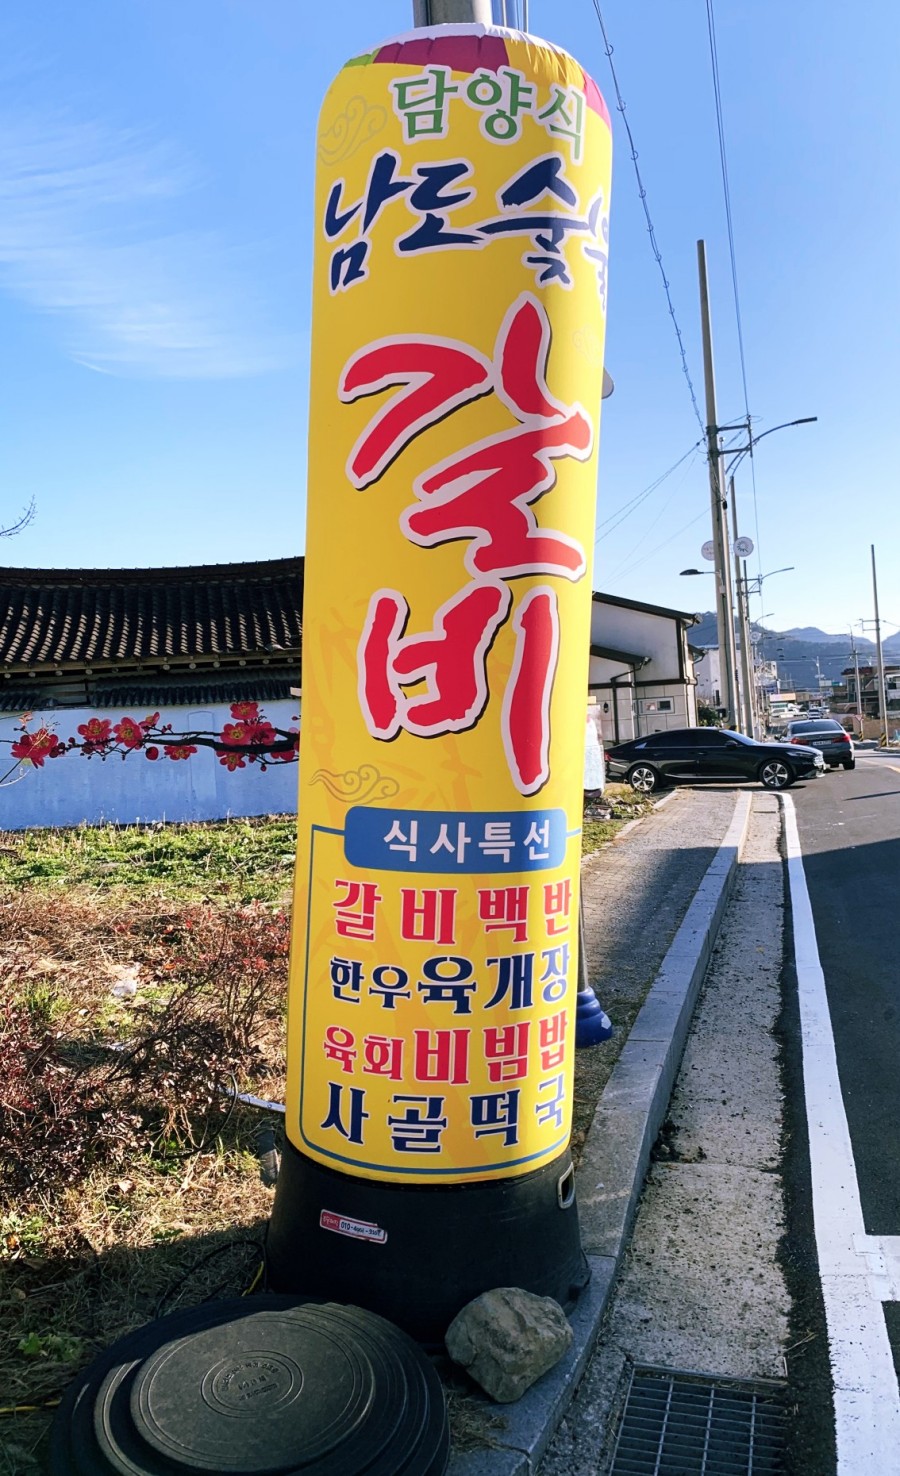 담양식
남도숯불
갈
비
식사특선
갈비백반
한우육개장
육회비빔밥
사골떡국